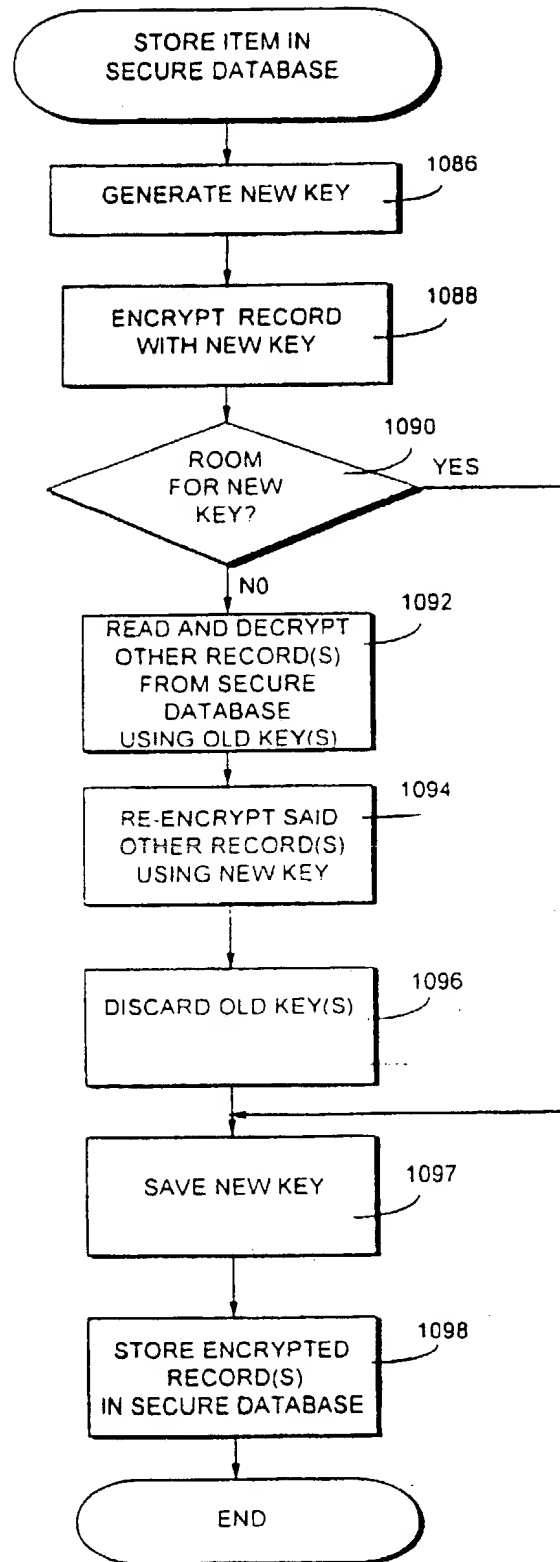 STORE ITEM IN
SECURE DATABASE
GENERATE NEW KEY
1086
ENCRYPT RECORD
WITH NEW KEY
1088
ROOM
FOR NEW
KEY?
1090
YES
NO
READ AND DECRYPT
OTHER RECORD(S)
FROM SECURE
DATABASE
USING OLD KEY(S)
1092
RE-ENCRYPT SAID
OTHER RECORD(S)
USING NEW KEY
1094
DISCARD OLD KEY(S)
1096
SAVE NEW KEY
1097
STORE ENCRYPTED
RECORD(S)
IN SECURE DATABASE
1098
END